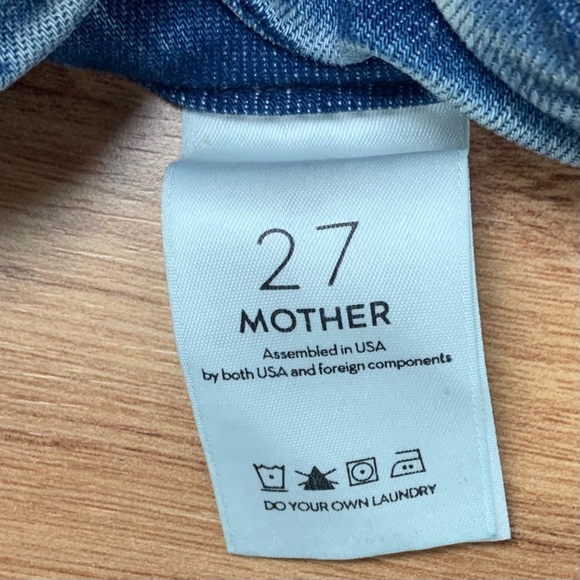 27
MOTHER
Assembled in USA
by both USA and foreign components
DO YOUR OWN LAUNDRY